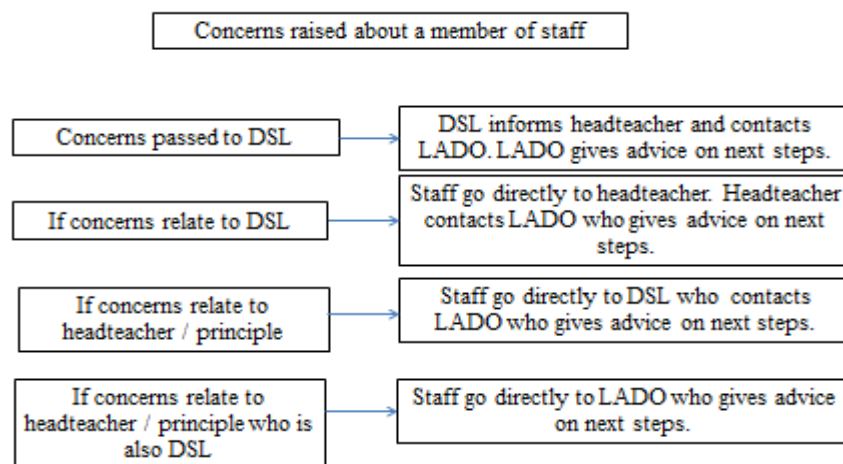 Concerns raised about a member of staff
Concerns passed to DSL
DSL informs headteacher and contacts
LADO. LADO gives advice on next steps.
If concerns relate to DSL
Staff go directly to headteacher. Headteacher
contacts LADO who gives advice on next
steps.
If concerns relate to
headteacher / principle
Staff go directly to DSL who contacts
LADO who gives advice on next steps.
If concerns relate to
headteacher / principle who is
also DSL
Staff go directly to LADO who gives advice
on next steps.